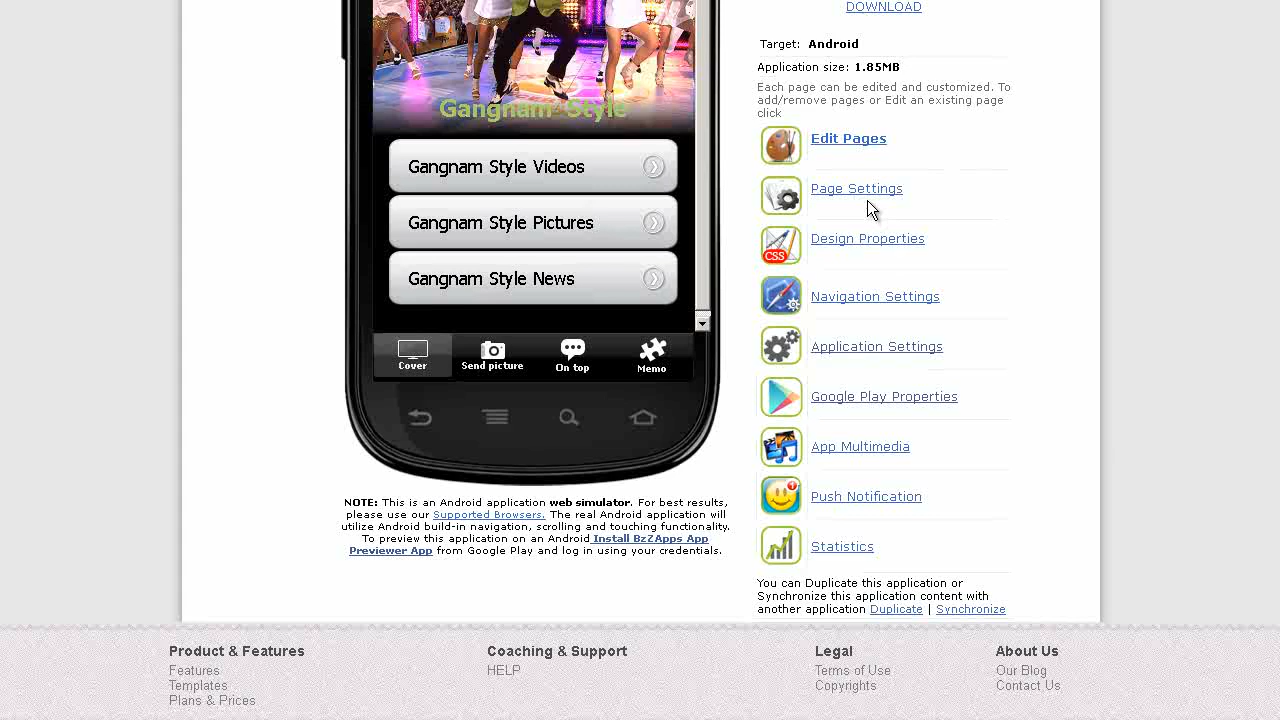 DOWNLOAD
Target: Android
Application size: 1.85MB
Each page can be edited and customized. To
add/remove pages or Edit an existing page
click
Edit Pages
Page Settings
Design Properties
CSS
Navigation Settings
Application Settings
Google Play Properties
App Multimedia
Push Notification
1
Statistics
You can Duplicate this application or
Synchronize this application content with
another application Duplicate | Synchronize
Gangnam Style
Gangnam Style Videos
Gangnam Style Pictures
Gangnam Style News
Cover
Send picture
On top
Memo
NOTE: This is an Android application web simulator. For best results,
please use our Supported Browsers. The real Android application will
utilize Android build-in navigation, scrolling and touching functionality.
To preview this application on an Android Install BzZApps App
Previewer App from Google Play and log in using your credentials.
Product & Features
Features
Templates
Plans & Prices
Coaching & Support
HELP
Legal
Terms of Use
Copyrights
About Us
Our Blog
Contact Us